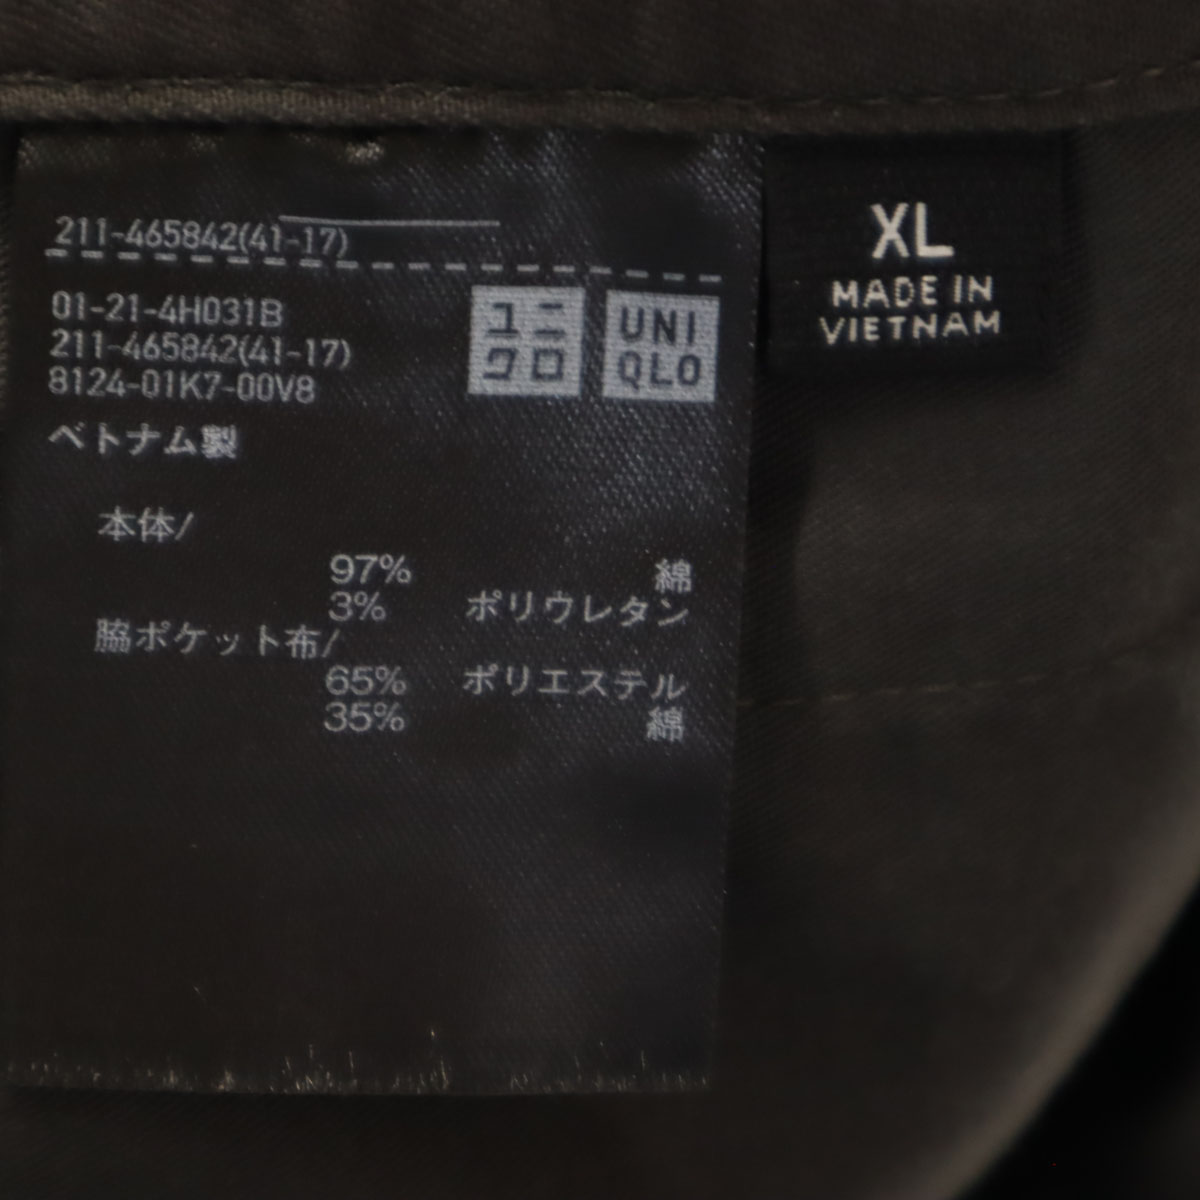 211-465842(41-17)
01-21-4H031B
211-465842(41-17)
8124-01K7-00V8
ユニ
クロ
UNI
QLO
ベトナム製
本体/
97% 綿
3% ポリウレタン
脇ポケット布/
65% ポリエステル
35% 綿
XL
MADE IN
VIETNAM